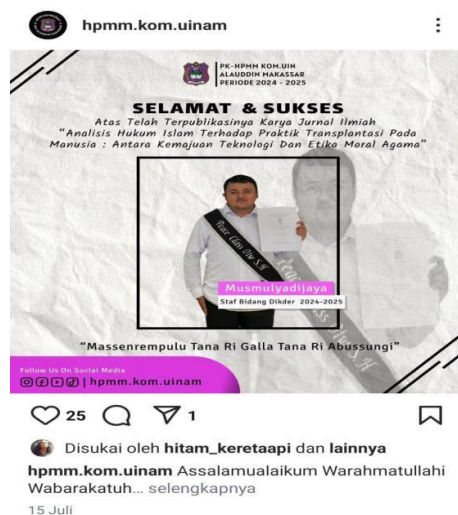 hpmm.kom.uinam
PK-HPMM KOM.UIN
ALAUDDIN MAKASSAR
PERIODE 2024 - 2025
SELAMAT & SUKSES
Atas Telah Terpublikasinya Karya Jurnal Ilmiah
"Analisis Hukum Islam Terhadap Praktik Transplantasi Pada
Manusia : Antara Kemajuan Teknologi Dan Etika Moral Agama"
Musmulyadijaya
Staf Bidang Dikder 2024-2025
"Massenrempulu Tana Ri Galla Tana Ri Abussungi"
Follow Us On Social Media
| hpmm.kom.uinam
25
1
Disukai oleh hitam_keretaapi dan lainnya
hpmm.kom.uinam Assalamualaikum Warahmatullahi
Wabarakatuh... selengkapnya
15 Juli